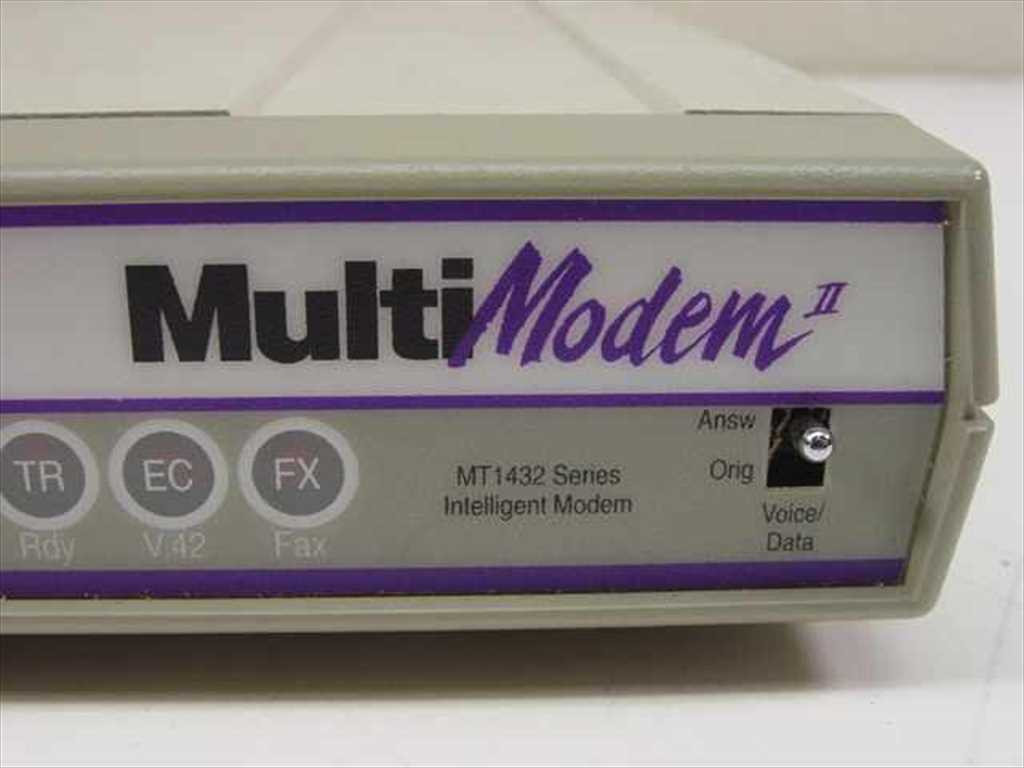 MultiModem II
Answ
Orig
Voice/
Data
MT1432 Series
Intelligent Modem
TR EC FX
Rdy V.42 Fax